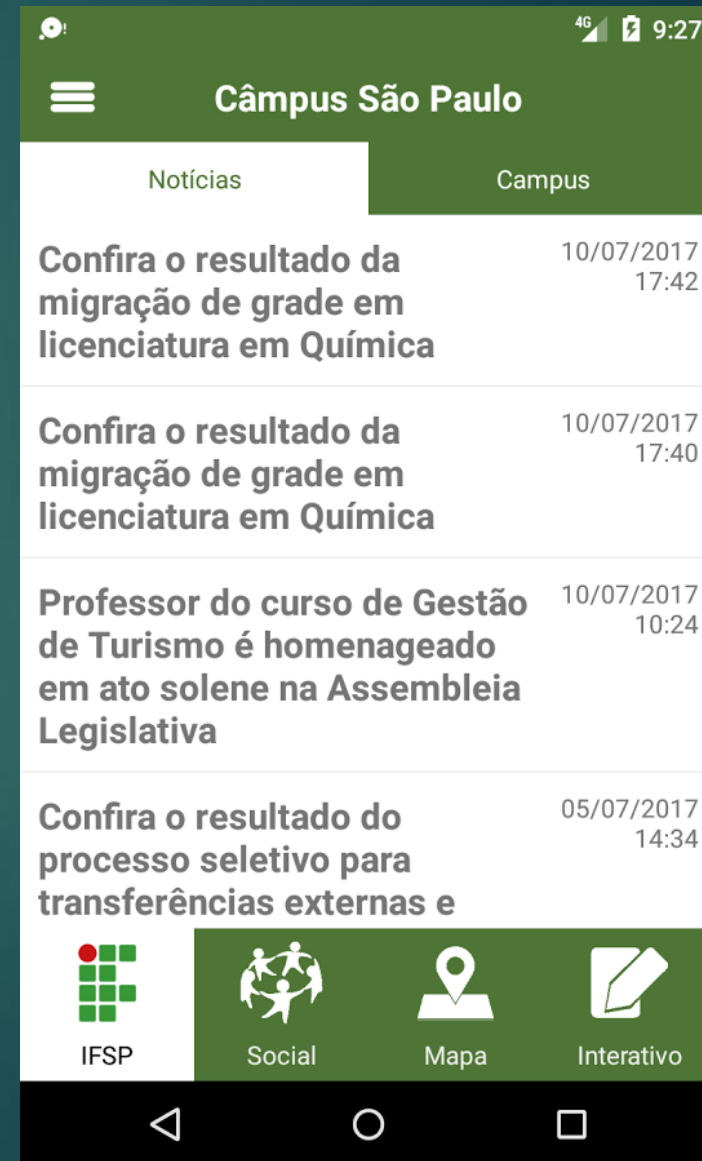 4G 9:27
Câmpus São Paulo
Notícias Campus
Confira o resultado da
migração de grade em
licenciatura em Química
10/07/2017
17:42
Confira o resultado da
migração de grade em
licenciatura em Química
10/07/2017
17:40
Professor do curso de Gestão
de Turismo é homenageado
em ato solene na Assembleia
Legislativa
10/07/2017
10:24
Confira o resultado do
processo seletivo para
transferências externas e
05/07/2017
14:34
IFSP Social Mapa Interativo